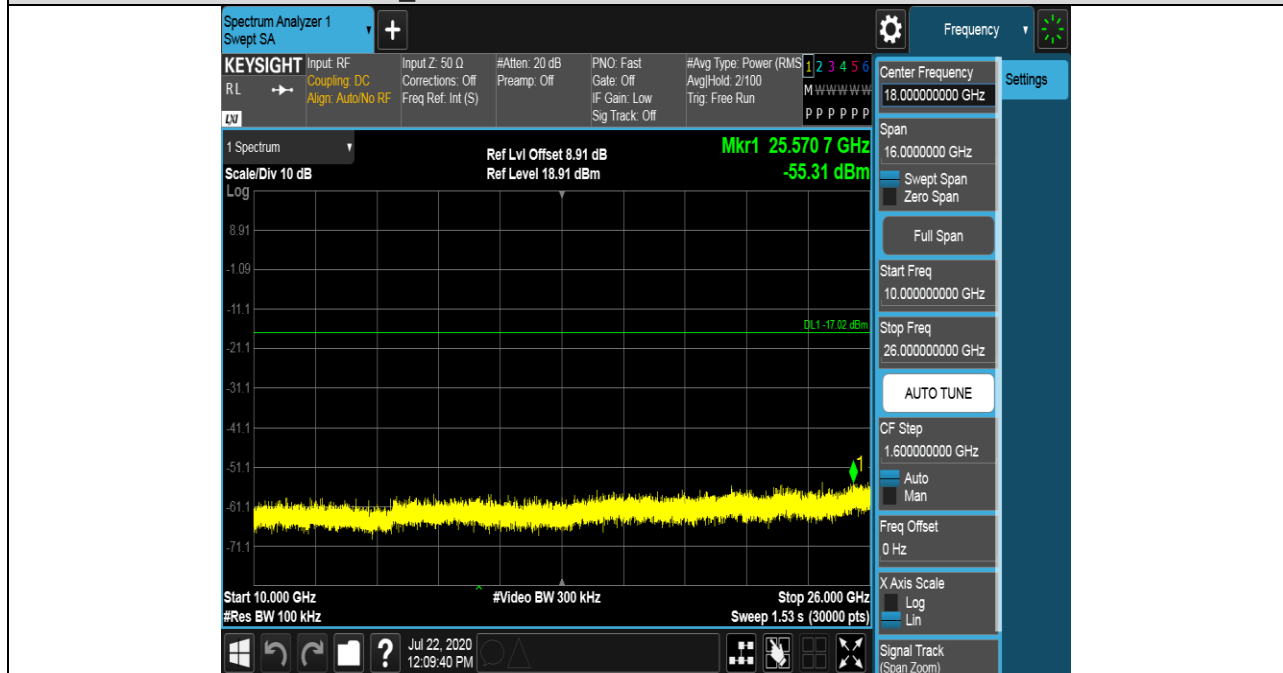 Spectrum Analyzer 1
Swept SA
+
Frequency
KEYSIGHT
RL
LXI
Input: RF
Coupling: DC
Align: Auto/No RF
Input Z: 50 Ω
Corrections: Off
Freq Ref: Int (S)
#Atten: 20 dB
Preamp: Off
PNO: Fast
Gate: Off
IF Gain: Low
Sig Track: Off
#Avg Type: Power (RMS
Avg|Hold: 2/100
Trig: Free Run
1 2 3 4 5 6
M W W W W W
P P P P P P
Center Frequency
18.000000000 GHz
Settings
Span
16.0000000 GHz
Swept Span
Zero Span
Full Span
Start Freq
10.000000000 GHz
Stop Freq
26.000000000 GHz
AUTO TUNE
CF Step
1.600000000 GHz
Auto
Man
Freq Offset
0 Hz
X Axis Scale
Log
Lin
Signal Track
(Span Zoom)
1 Spectrum
Scale/Div 10 dB
Log
Ref Lvl Offset 8.91 dB
Ref Level 18.91 dBm
Mkr1 25.570 7 GHz
-55.31 dBm
8.91
-1.09
-11.1
DL1 -17.02 dBm
-21.1
-31.1
-41.1
-51.1
1
-61.1
-71.1
Start 10.000 GHz
#Video BW 300 kHz
Stop 26.000 GHz
#Res BW 100 kHz
Sweep 1.53 s (30000 pts)
?
Jul 22, 2020
12:09:40 PM